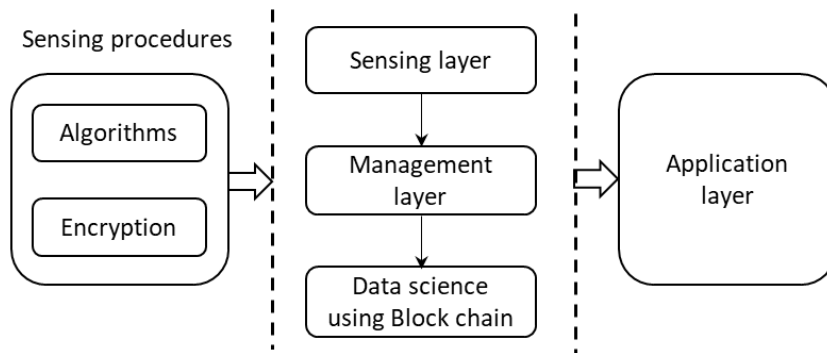 Sensing procedures
Algorithms
Encryption
Sensing layer
Management
layer
Data science
using Block chain
Application
layer